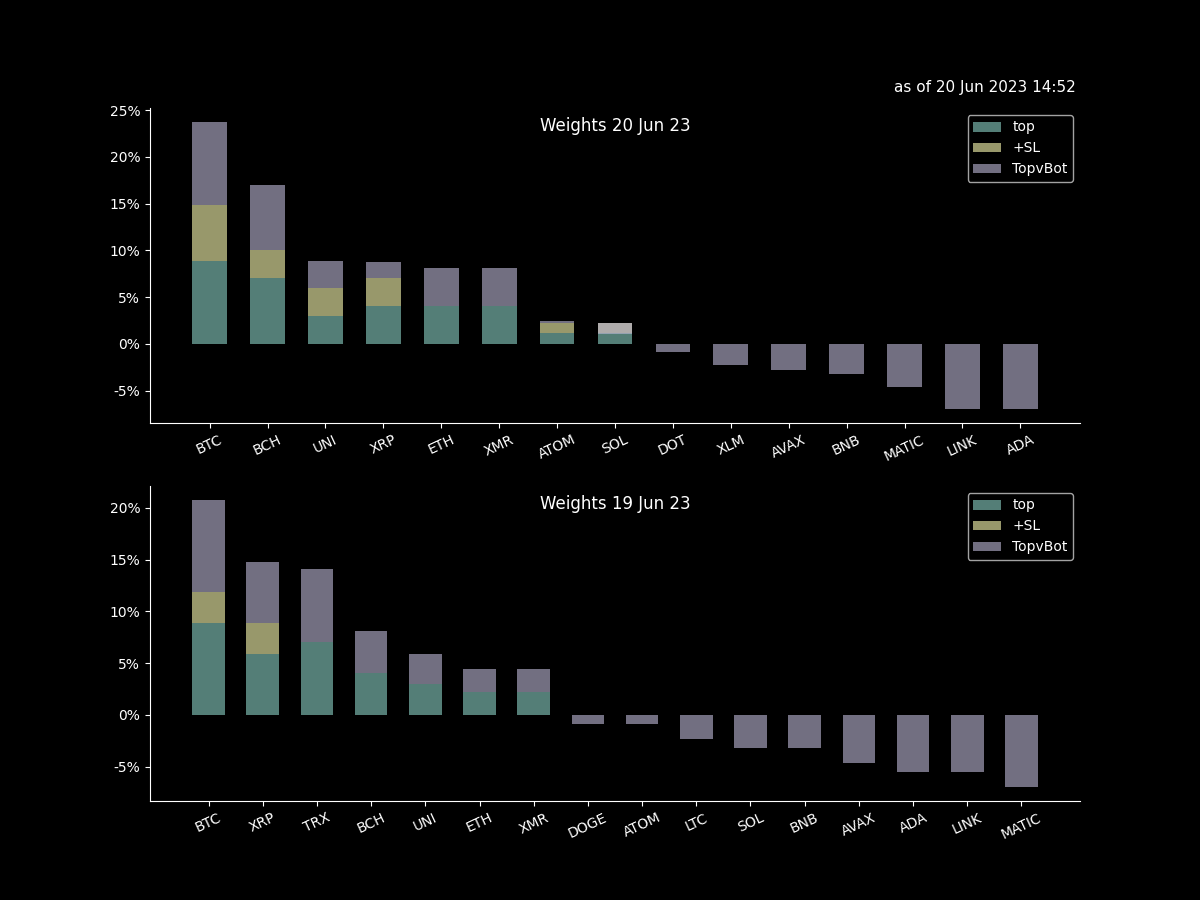 as of 20 Jun 2023 14:52
Weights 20 Jun 23
top
+SL
TopvBot
25%
20%
15%
10%
5%
0%
-5%
BTC BCH UNI XRP ETH XMR ATOM SOL DOT XLM AVAX BNB MATIC LINK ADA
Weights 19 Jun 23
top
+SL
TopvBot
20%
15%
10%
5%
0%
-5%
BTC XRP TRX BCH UNI ETH XMR DOGE ATOM LTC SOL BNB AVAX ADA LINK MATIC